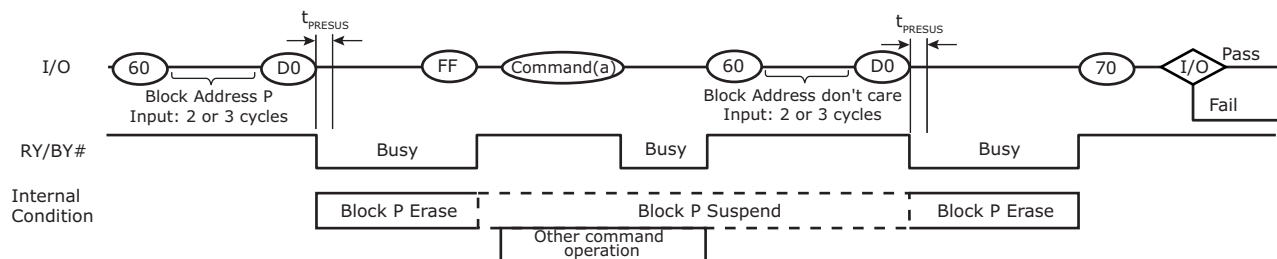 tPRESUS tPRESUS
I/O 60 D0 FF Command(a) 60 D0 70 I/O Pass
Fail
Block Address P
Input: 2 or 3 cycles
Block Address don't care
Input: 2 or 3 cycles
RY/BY# Busy Busy Busy
Internal
Condition
Block P Erase Block P Suspend Block P Erase
Other command
operation